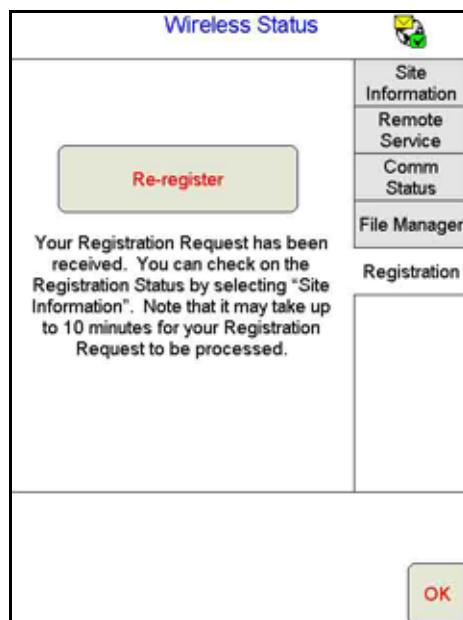 Wireless Status
Site
Information
Remote
Service
Comm
Status
File Manager
Registration
Re-register
Your Registration Request has been
received. You can check on the
Registration Status by selecting "Site
Information". Note that it may take up
to 10 minutes for your Registration
Request to be processed.
OK